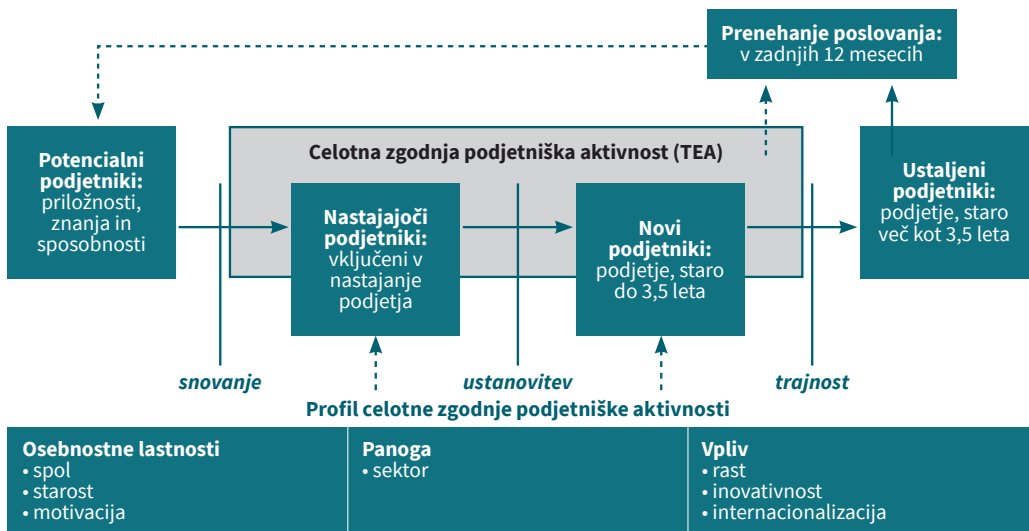 Prenehanje poslovanja:
v zadnjih 12 mesecih
Potencialni
podjetniki:
priložnosti,
znanja in
sposobnosti
Celotna zgodnja podjetniška aktivnost (TEA)
Nastajajoči
podjetniki:
vključeni v
nastajanje
podjetja
Novi
podjetniki:
podjetje, staro
do 3,5 leta
Ustaljeni
podjetniki:
podjetje, staro
več kot 3,5 leta
snovanje
ustanovitev
trajnost
Profil celotne zgodnje podjetniške aktivnosti
Osebnostne lastnosti
• spol
• starost
• motivacija
Panoga
• sektor
Vpliv
• rast
• inovativnost
• internacionalizacija